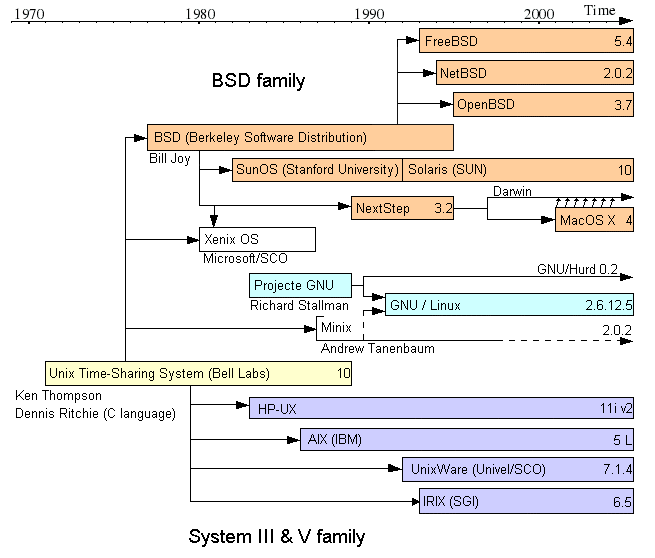 1970 1980 1990 2000 Time
FreeBSD 5.4
BSD family
NetBSD 2.0.2
OpenBSD 3.7
BSD (Berkeley Software Distribution)
Bill Joy
SunOS (Stanford University) Solaris (SUN) 10
Darwin
NextStep 3.2
MacOS X 4
Xenix OS
Microsoft/SCO
GNU/Hurd 0.2
Projecte GNU
Richard Stallman
GNU / Linux 2.6.12.5
Minix 2.0.2
Andrew Tanenbaum
Unix Time-Sharing System (Bell Labs) 10
Ken Thompson
Dennis Ritchie (C language)
HP-UX 11i v2
AIX (IBM) 5 L
UnixWare (Univel/SCO) 7.1.4
IRIX (SGI) 6.5
System III & V family